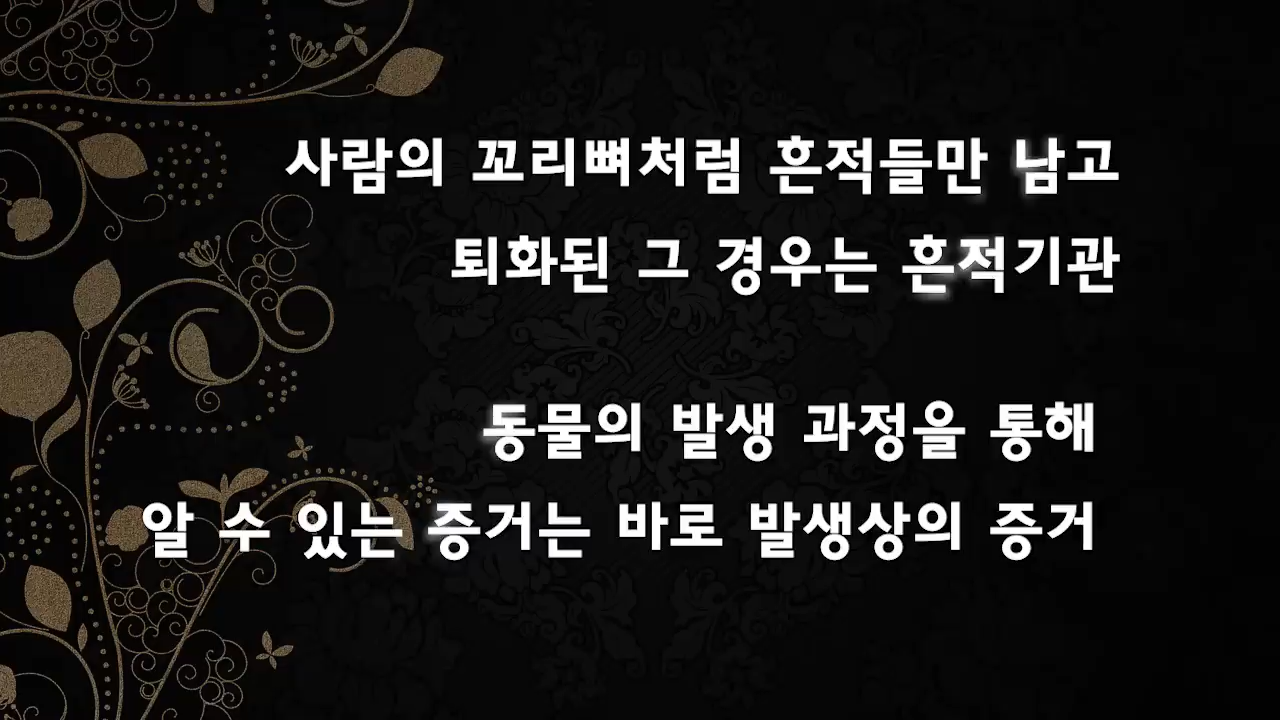 사람의 꼬리뼈처럼 흔적들만 남고
퇴화된 그 경우는 흔적기관
동물의 발생 과정을 통해
알 수 있는 증거는 바로 발생상의 증거